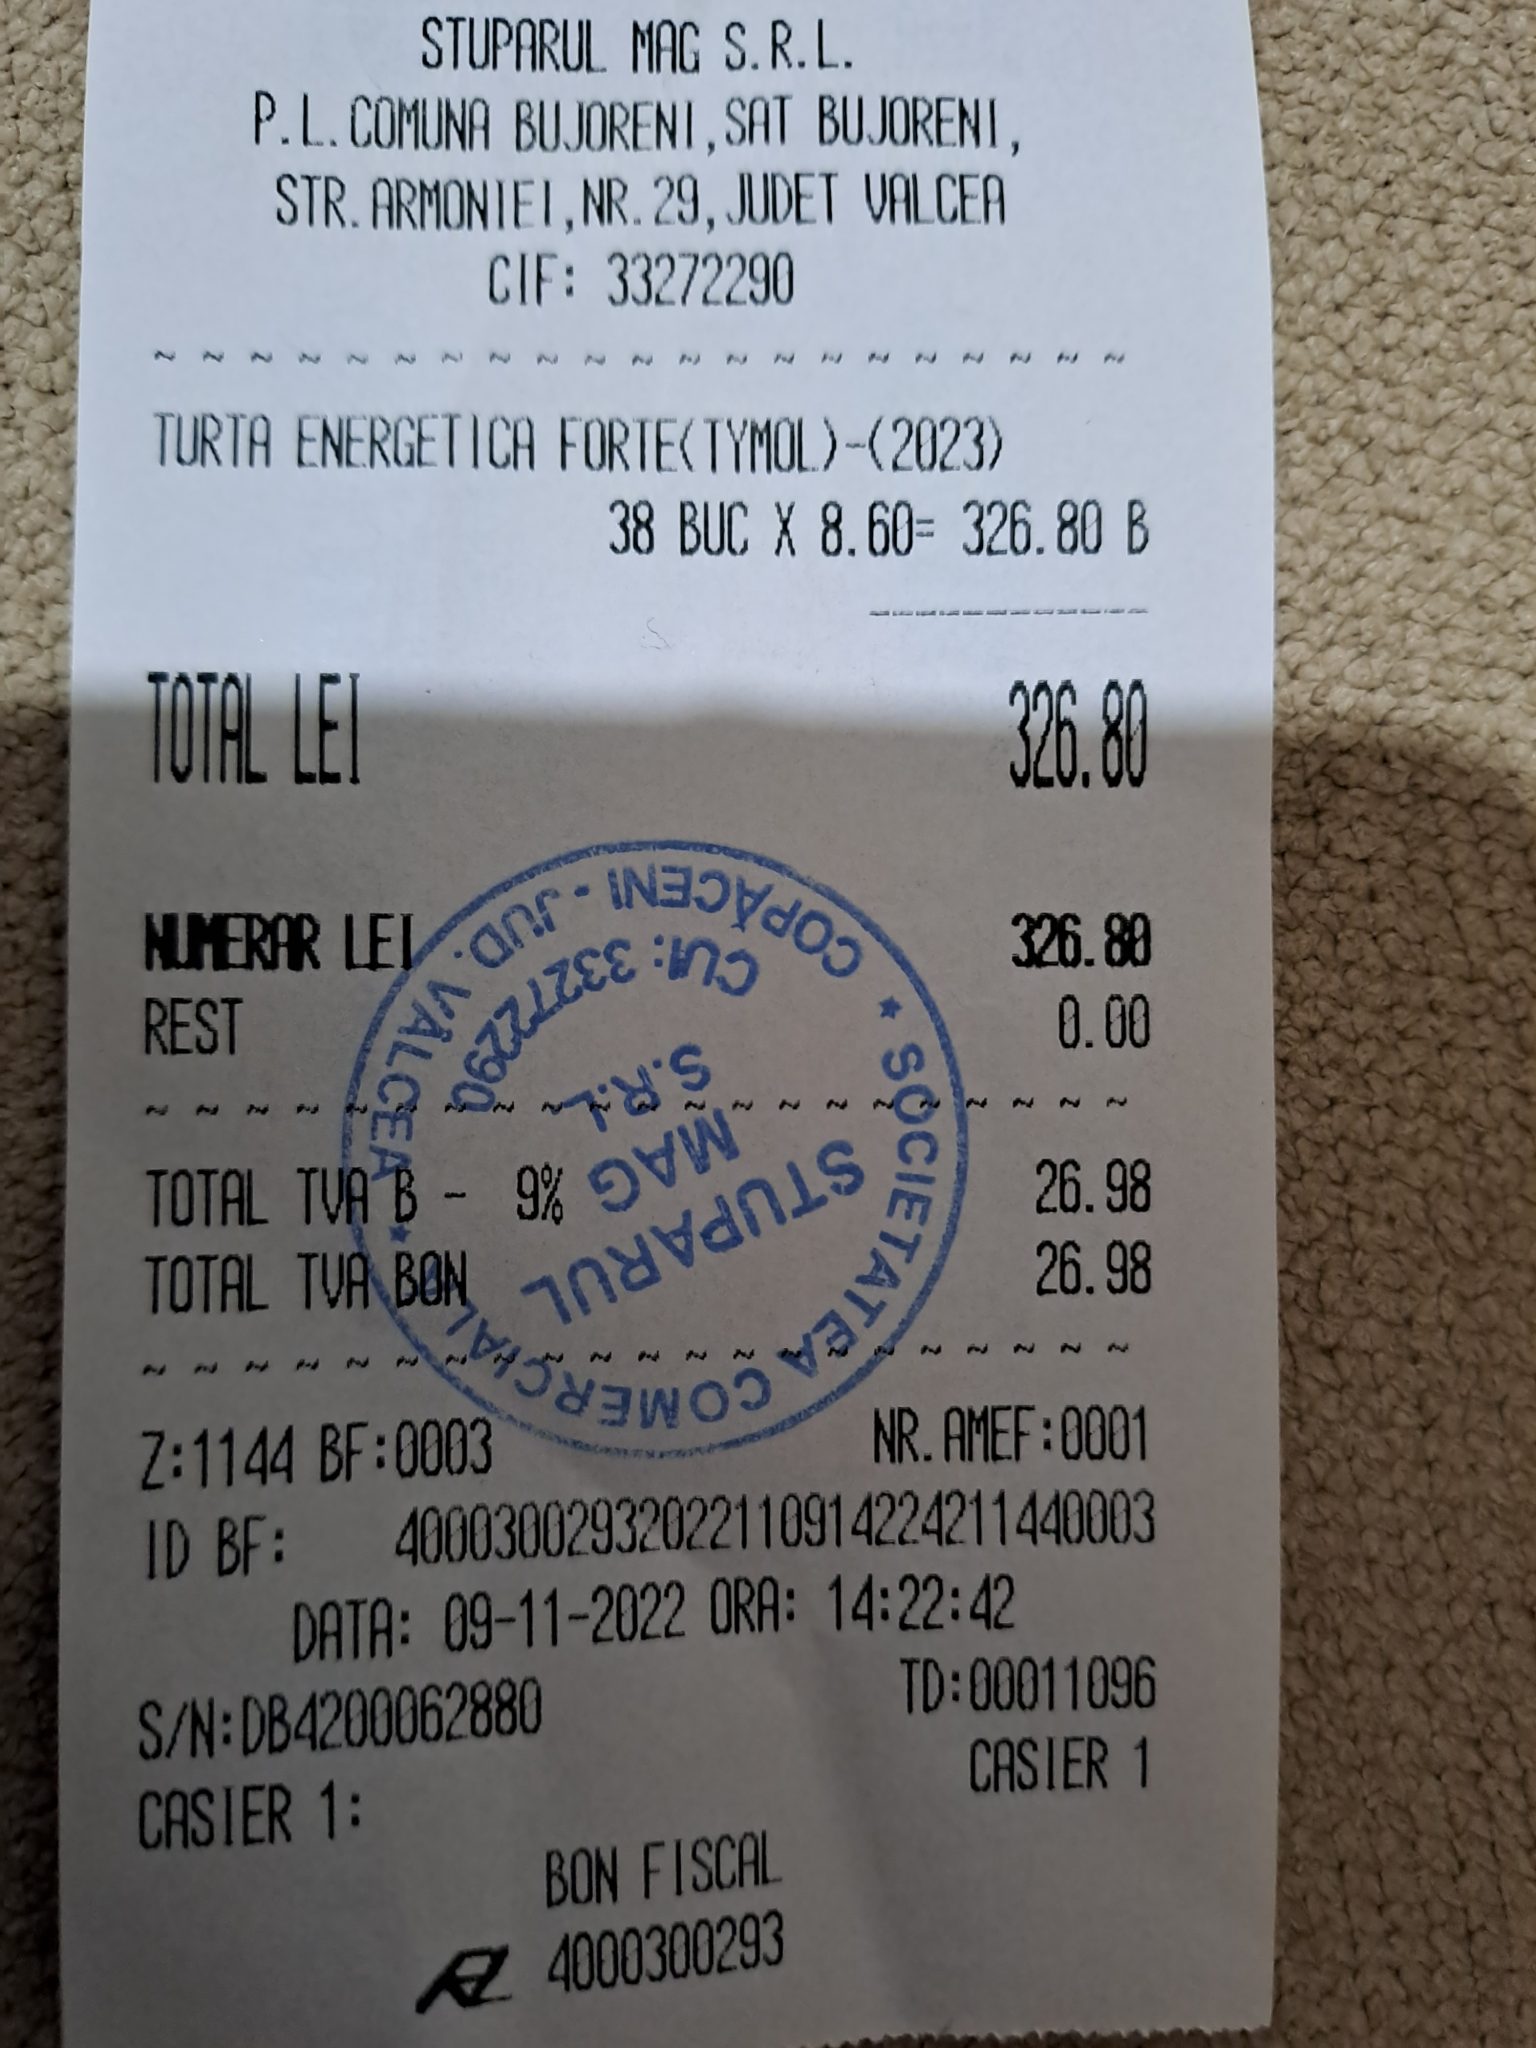 STUPARUL MAG S.R.L.
P.L.COMUNA BUJORENI,SAT BUJORENI,
STR.ARMONIEI,NR.29,JUDET VALCEA
CIF: 33272290
~ ~ ~ ~ ~ ~ ~ ~ ~ ~ ~ ~ ~ ~ ~ ~ ~ ~ ~ ~ ~
TURTA ENERGETICA FORTE(TYMOL)-(2023)
38 BUC X 8.60= 326.80 B
------------
TOTAL LEI 326.80
NUMERAR LEI 326.80
REST 0.00
~ ~ ~ ~ ~ ~ ~ ~ ~ ~ ~ ~ ~ ~ ~ ~ ~ ~ ~ ~ ~
TOTAL TVA B - 9% 26.98
TOTAL TVA BON 26.98
~ ~ ~ ~ ~ ~ ~ ~ ~ ~ ~ ~ ~ ~ ~ ~ ~ ~ ~ ~ ~
Z:1144 BF:0003 NR.AMEF:0001
ID BF: 40003002932022110914224211440003
DATA: 09-11-2022 ORA: 14:22:42
S/N:DB4200062880 TD:00011096
CASIER 1: CASIER 1
BON FISCAL
4000300293
* SOCIETATEA COMERCIALĂ *
COPĂCENI - JUD. VÂLCEA
STUPARUL
MAG
S.R.L
CUI: 33272290